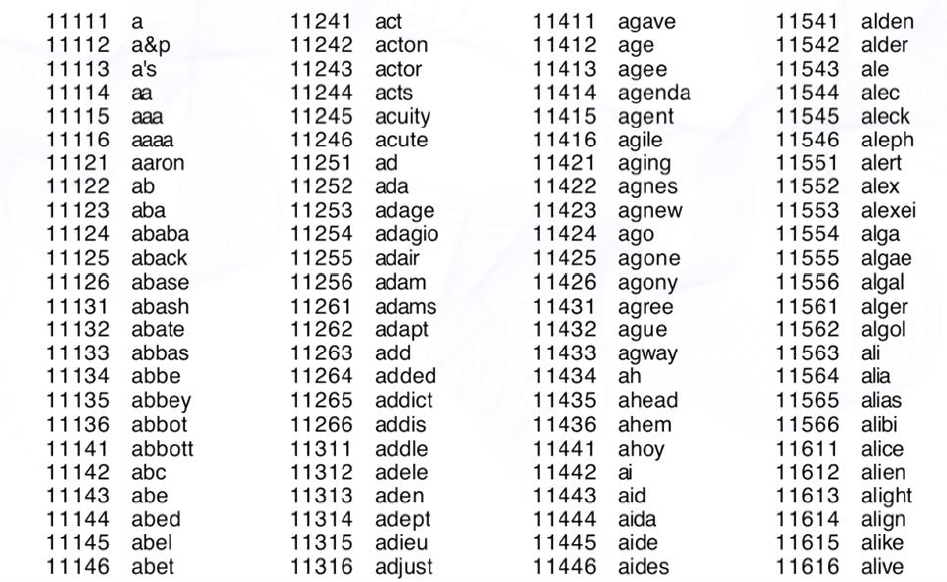 11111 a 11241 act 11411 agave 11541 alden
11112 a&p 11242 acton 11412 age 11542 alder
11113 a's 11243 actor 11413 agee 11543 ale
11114 aa 11244 acts 11414 agenda 11544 alec
11115 aaa 11245 acuity 11415 agent 11545 aleck
11116 aaaa 11246 acute 11416 agile 11546 aleph
11121 aaron 11251 ad 11421 aging 11551 alert
11122 ab 11252 ada 11422 agnes 11552 alex
11123 aba 11253 adage 11423 agnew 11553 alexei
11124 ababa 11254 adagio 11424 ago 11554 alga
11125 aback 11255 adair 11425 agone 11555 algae
11126 abase 11256 adam 11426 agony 11556 algal
11131 abash 11261 adams 11431 agree 11561 alger
11132 abate 11262 adapt 11432 ague 11562 algol
11133 abbas 11263 add 11433 agway 11563 ali
11134 abbe 11264 added 11434 ah 11564 alia
11135 abbey 11265 addict 11435 ahead 11565 alias
11136 abbot 11266 addis 11436 ahem 11566 alibi
11141 abbott 11311 addle 11441 ahoy 11611 alice
11142 abc 11312 adele 11442 ai 11612 alien
11143 abe 11313 aden 11443 aid 11613 alight
11144 abed 11314 adept 11444 aida 11614 align
11145 abel 11315 adieu 11445 aide 11615 alike
11146 abet 11316 adjust 11446 aides 11616 alive